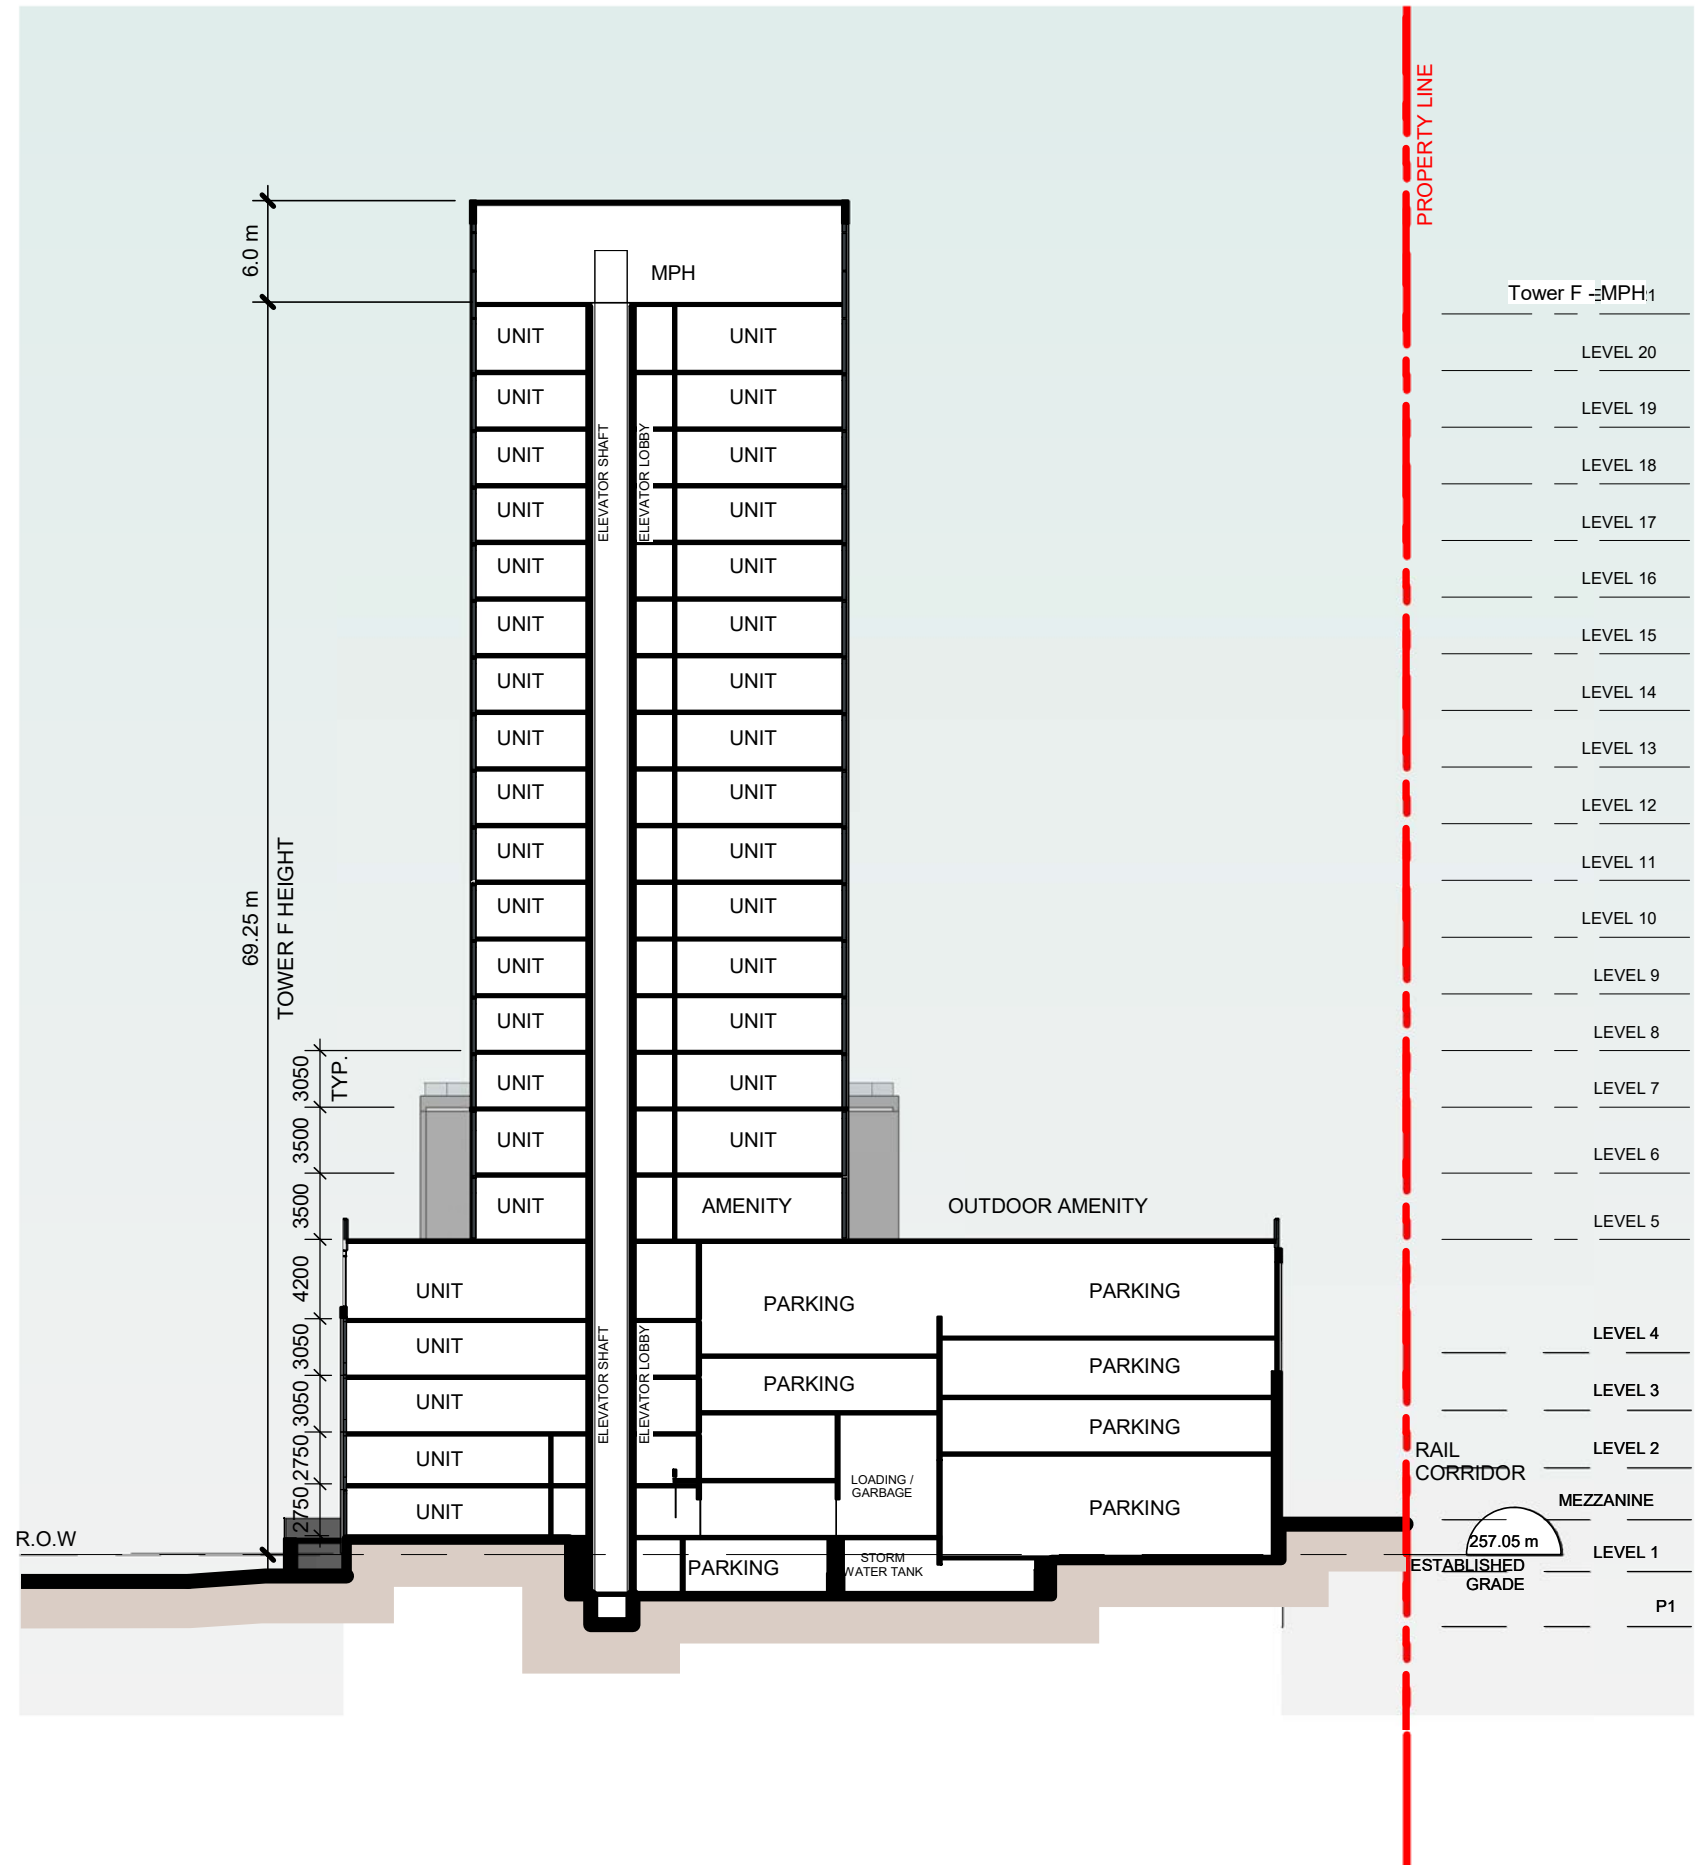 PROPERTY LINE
6.0 m
MPH
Tower F - MPH
UNIT UNIT
LEVEL 20
UNIT UNIT
LEVEL 19
UNIT UNIT
LEVEL 18
ELEVATOR SHAFT
ELEVATOR LOBBY
UNIT UNIT
LEVEL 17
UNIT UNIT
LEVEL 16
UNIT UNIT
LEVEL 15
UNIT UNIT
LEVEL 14
UNIT UNIT
LEVEL 13
UNIT UNIT
LEVEL 12
UNIT UNIT
LEVEL 11
UNIT UNIT
LEVEL 10
69.25 m
TOWER F HEIGHT
UNIT UNIT
LEVEL 9
UNIT UNIT
LEVEL 8
3050
TYP.
UNIT UNIT
LEVEL 7
3500
UNIT UNIT
LEVEL 6
3500
UNIT AMENITY OUTDOOR AMENITY
LEVEL 5
4200
UNIT PARKING PARKING
LEVEL 4
3050
UNIT PARKING PARKING
ELEVATOR SHAFT
ELEVATOR LOBBY
LEVEL 3
3050
UNIT PARKING
RAIL
CORRIDOR
LEVEL 2
2750
UNIT
LOADING /
GARBAGE
MEZZANINE
2750
UNIT PARKING
R.O.W
257.05 m
ESTABLISHED
GRADE
LEVEL 1
PARKING
STORM
WATER TANK
P1